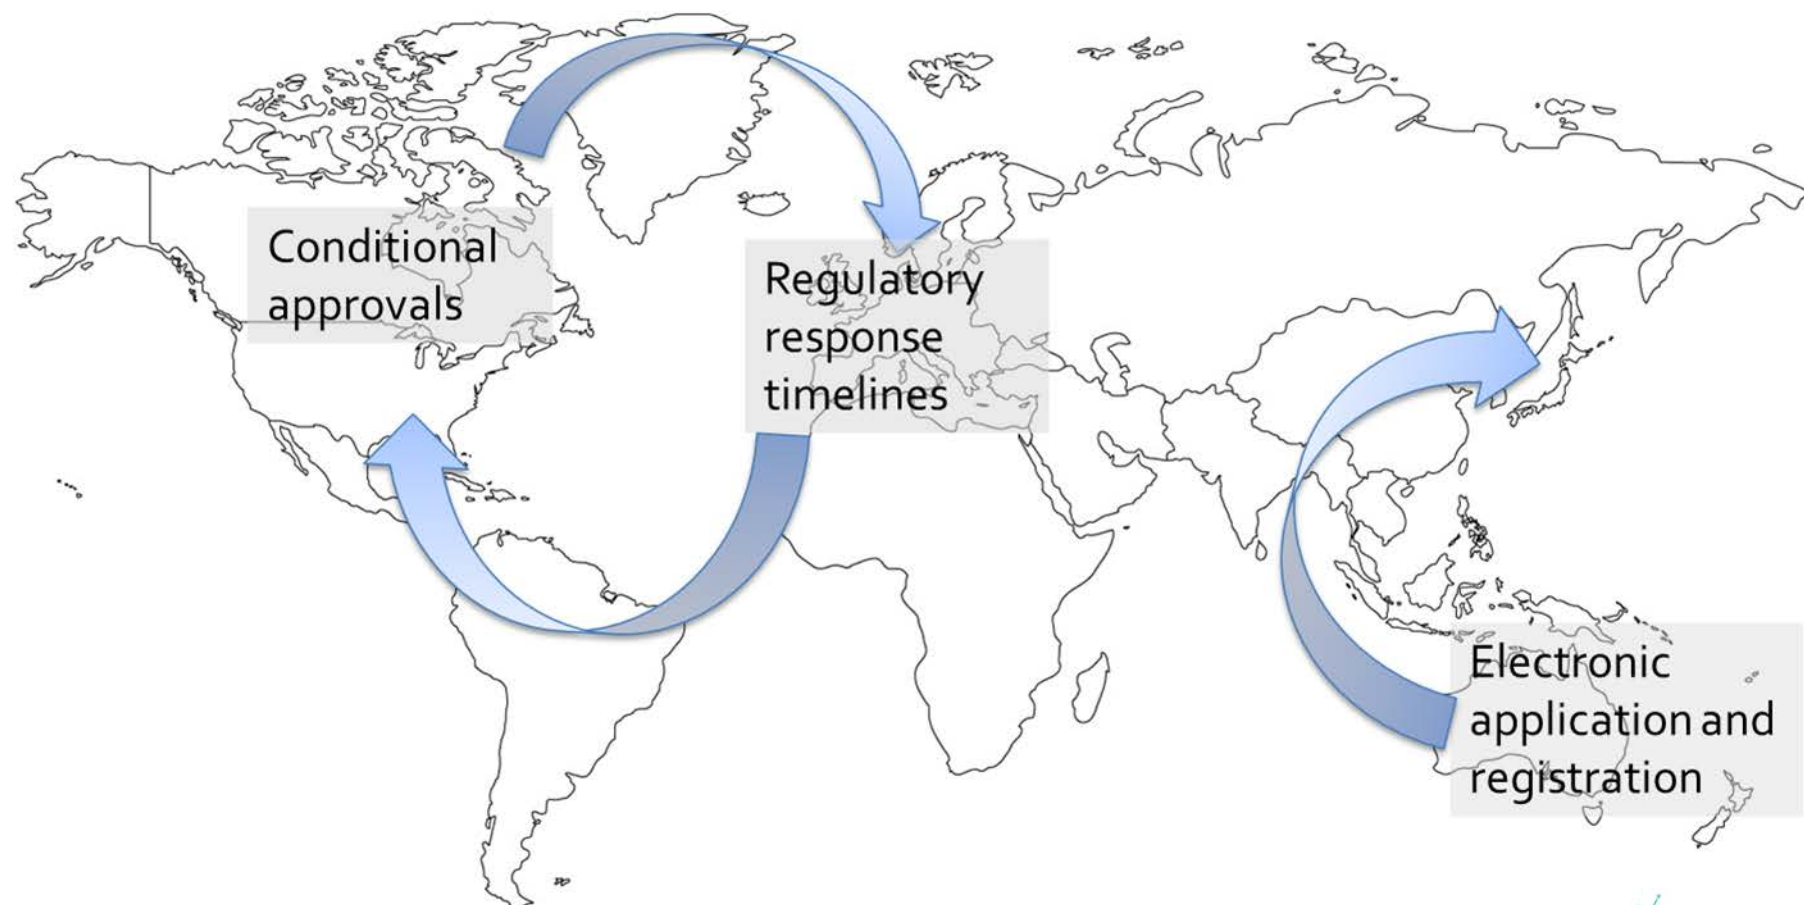 Conditional
approvals
Regulatory
response
timelines
Electronic
application and
registration